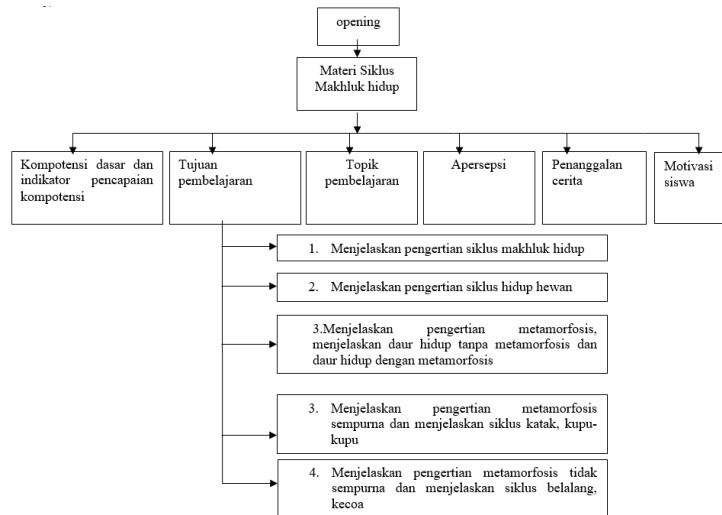 opening
Materi Siklus
Makhluk hidup
Kompotensi dasar dan
indikator pencapaian
kompotensi
Tujuan
pembelajaran
Topik
pembelajaran
Apersepsi
Penanggalan
cerita
Motivasi
siswa
1. Menjelaskan pengertian siklus makhluk hidup
2. Menjelaskan pengertian siklus hidup hewan
3.Menjelaskan pengertian metamorfosis,
menjelaskan daur hidup tanpa metamorfosis dan
daur hidup dengan metamorfosis
3. Menjelaskan pengertian metamorfosis
sempurna dan menjelaskan siklus katak, kupu-
kupu
4. Menjelaskan pengertian metamorfosis tidak
sempurna dan menjelaskan siklus belalang,
kecoa